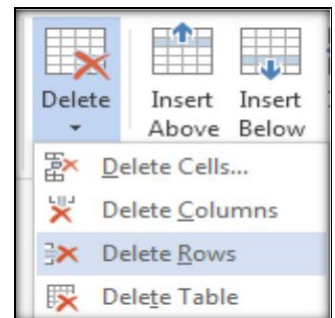 Delete Insert Insert
Above Below
Delete Cells...
Delete Columns
Delete Rows
Delete Table